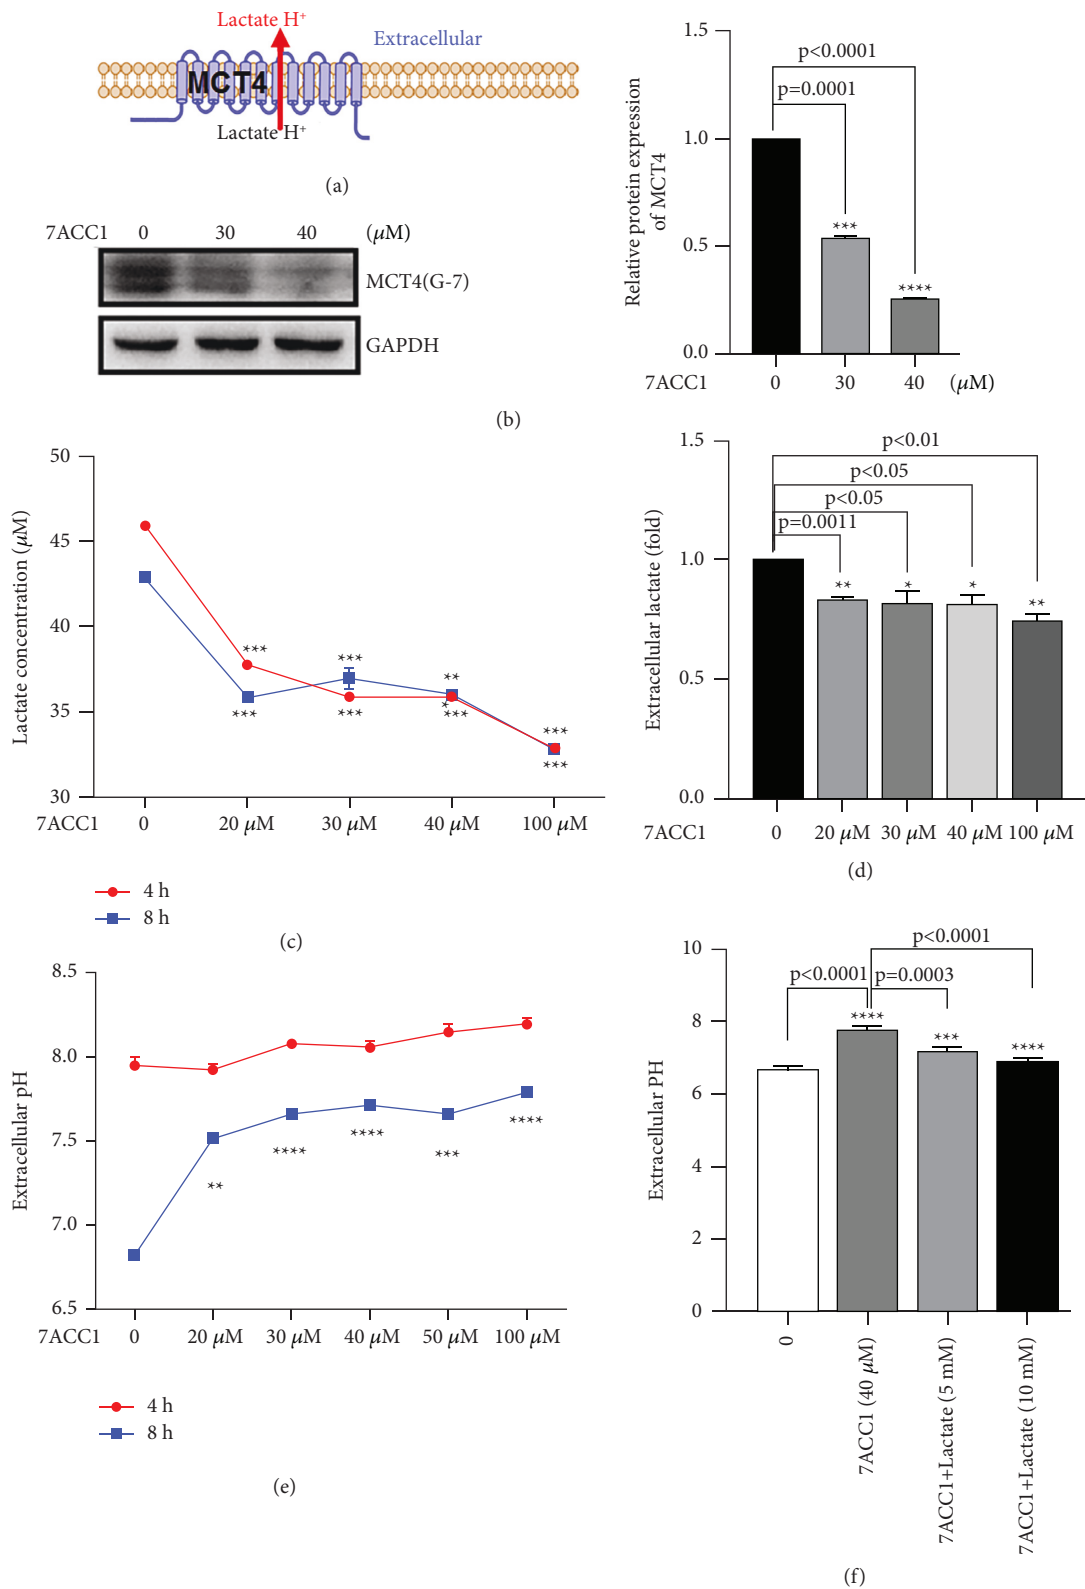 Lactate H⁺
Extracellular
MCT4
Lactate H⁺
(a)
7ACC1 0 30 40 (μM)
MCT4(G-7)
GAPDH
1.5
1.0
0.5
0.0
Relative protein expression
of MCT4
p<0.0001
p=0.0001
***
****
7ACC1 0 30 40 (μM)
(b)
50
45
40
35
30
Lactate concentration (μM)
***
***
***
***
**
*
***
***
***
7ACC1 0 20 μM 30 μM 40 μM 100 μM
4 h
8 h
(c)
1.5
1.0
0.5
0.0
Extracellular lactate (fold)
p<0.01
p<0.05
p<0.05
p=0.0011
**
*
*
**
7ACC1 0 20 μM 30 μM 40 μM 100 μM
(d)
8.5
8.0
7.5
7.0
6.5
Extracellular pH
**
****
****
***
****
7ACC1 0 20 μM 30 μM 40 μM 50 μM 100 μM
4 h
8 h
(e)
10
8
6
4
2
0
Extracellular PH
p<0.0001
p<0.0001
p=0.0003
****
***
****
0
7ACC1 (40 μM)
7ACC1+Lactate (5 mM)
7ACC1+Lactate (10 mM)
(f)